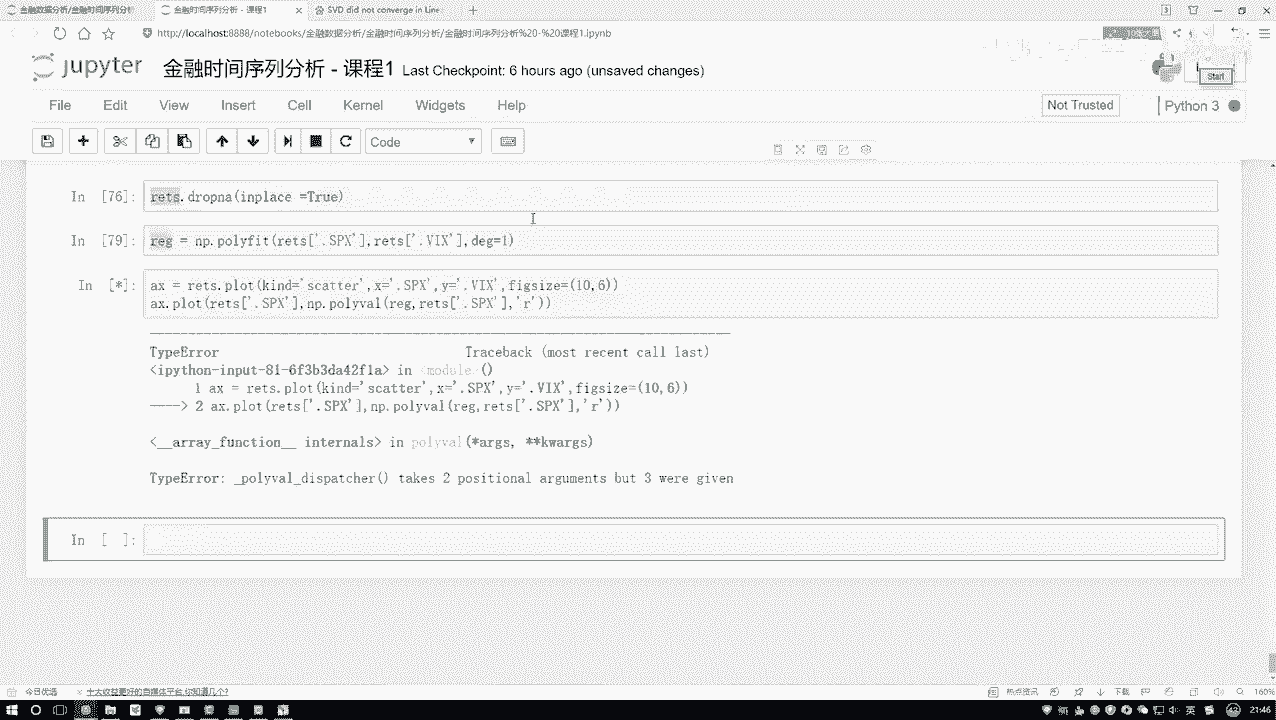 金融数据分析/金融时间序列分析
金融时间序列分析 - 课程1
SVD did not converge in Line
http://localhost:8888/notebooks/金融数据分析/金融时间序列分析/金融时间序列分析%20-%20课程1.ipynb
jupyter 金融时间序列分析 - 课程1 Last Checkpoint: 6 hours ago (unsaved changes)
Start
File Edit View Insert Cell Kernel Widgets Help
Not Trusted
Python 3
Code
In [76]: rets.dropna(inplace =True)
In [79]: reg = np.polyfit(rets['.SPX'],rets['.VIX'],deg=1)
In [*]: ax = rets.plot(kind='scatter',x='.SPX',y='.VIX',figsize=(10,6))
ax.plot(rets['.SPX'],np.polyval(reg,rets['.SPX'],'r'))
TypeError Traceback (most recent call last)
<ipython-input-81-6f3b3da42f1a> in <module>()
1 ax = rets.plot(kind='scatter',x='.SPX',y='.VIX',figsize=(10,6))
----> 2 ax.plot(rets['.SPX'],np.polyval(reg,rets['.SPX'],'r'))
<__array_function__ internals> in polyval(*args, **kwargs)
TypeError: _polyval_dispatcher() takes 2 positional arguments but 3 were given
In [ ]:
今日优选
十大收益更好的自媒体平台,你知道几个?
热点资讯
下载
160%
英
21:46